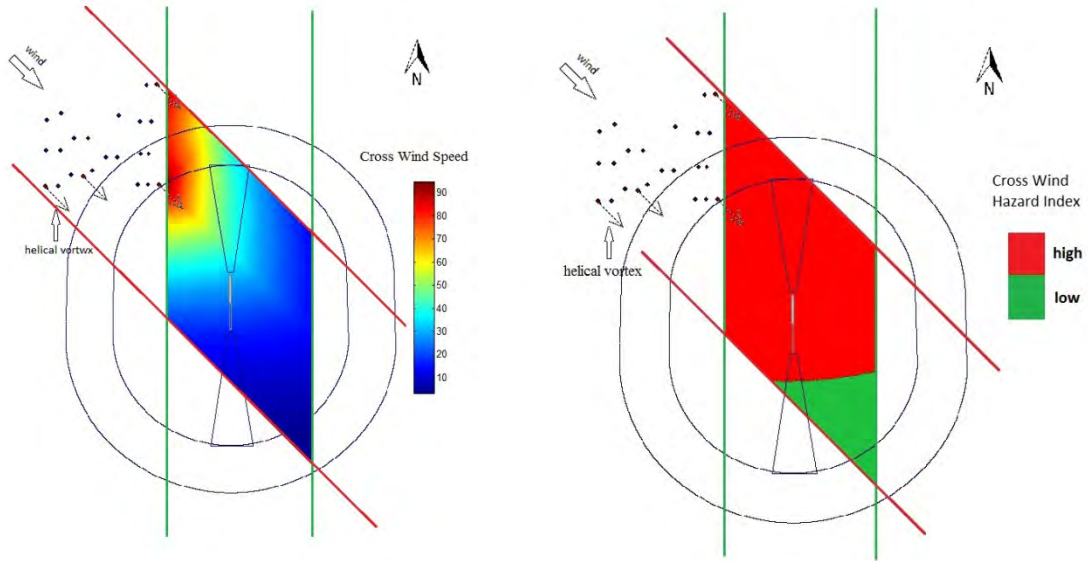 wind
N
Cross Wind Speed
90
80
70
60
50
40
30
20
10
helical vortwx
wind
N
Cross Wind
Hazard Index
high
low
helical vortex